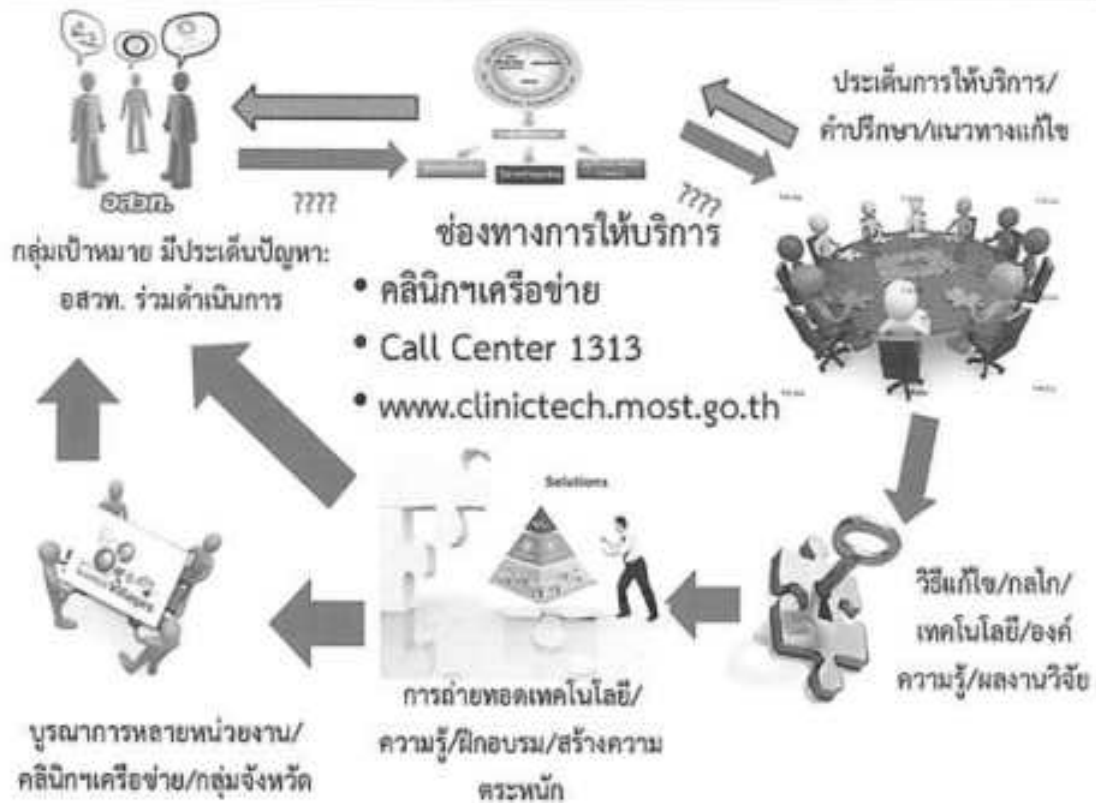 อสวท.
????
กลุ่มเป้าหมาย มีประเด็นปัญหา:
อสวท. ร่วมดำเนินการ
ช่องทางการให้บริการ
• คลินิกฯเครือข่าย
• Call Center 1313
• www.clinictech.most.go.th
ประเด็นการให้บริการ/
คำปรึกษา/แนวทางแก้ไข
????
วิธีแก้ไข/กลไก/
เทคโนโลยี/องค์
ความรู้/ผลงานวิจัย
Solutions
การถ่ายทอดเทคโนโลยี/
ความรู้/ฝึกอบรม/สร้างความ
ตระหนัก
บูรณาการหลายหน่วยงาน/
คลินิกฯเครือข่าย/กลุ่มจังหวัด